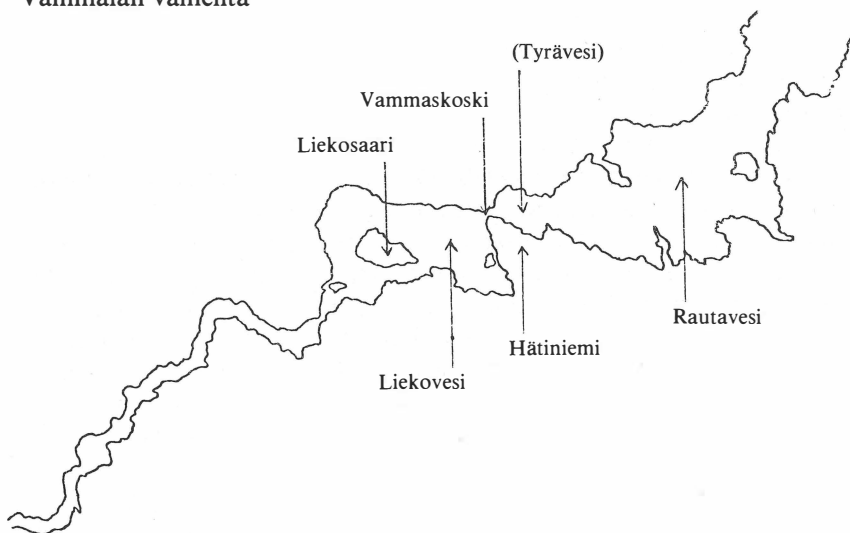 (Tyrävesi)
Vammaskoski
Liekosaari
Rautavesi
Hätiniemi
Liekovesi